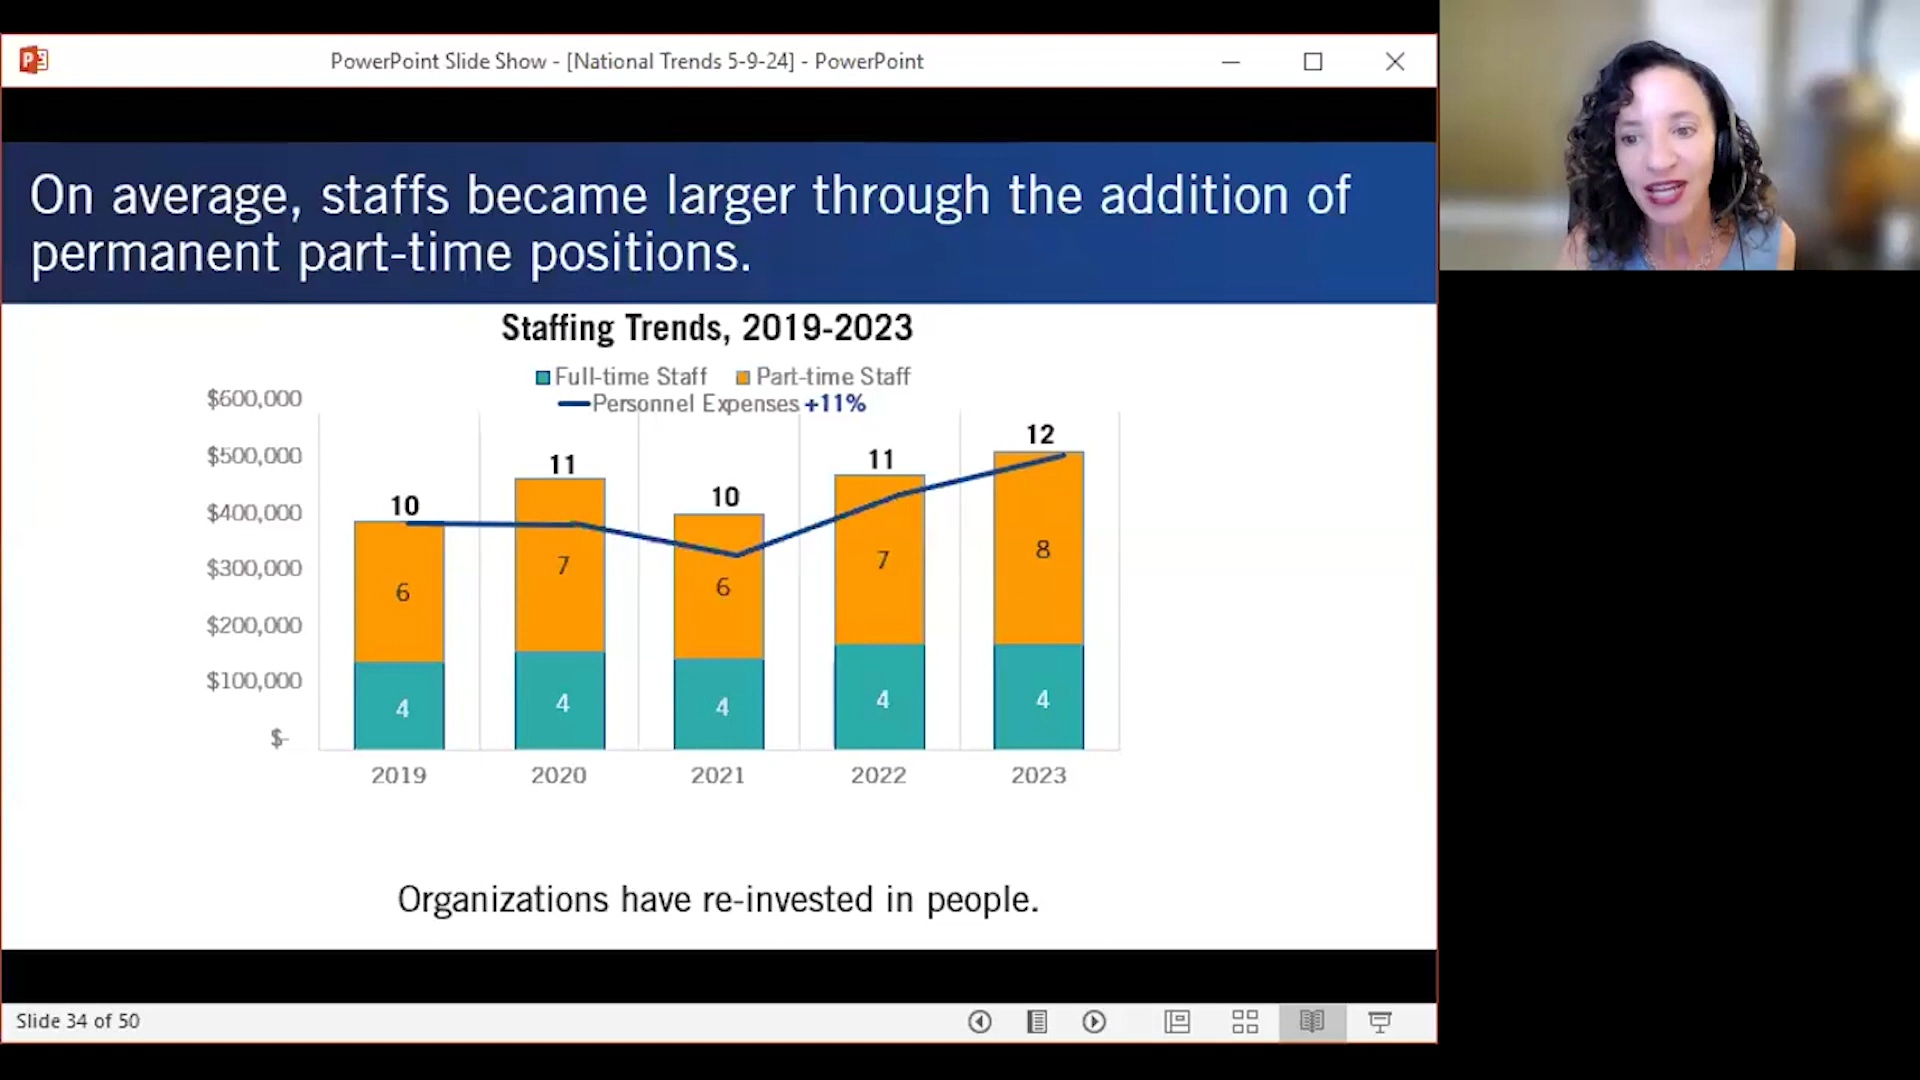 PowerPoint Slide Show - [National Trends 5-9-24] - PowerPoint
On average, staffs became larger through the addition of
permanent part-time positions.
Staffing Trends, 2019-2023
Full-time Staff Part-time Staff
Personnel Expenses +11%
$600,000
$500,000
$400,000
$300,000
$200,000
$100,000
$-
10 11 10 11 12
6 7 6 7 8
4 4 4 4 4
2019 2020 2021 2022 2023
Organizations have re-invested in people.
Slide 34 of 50